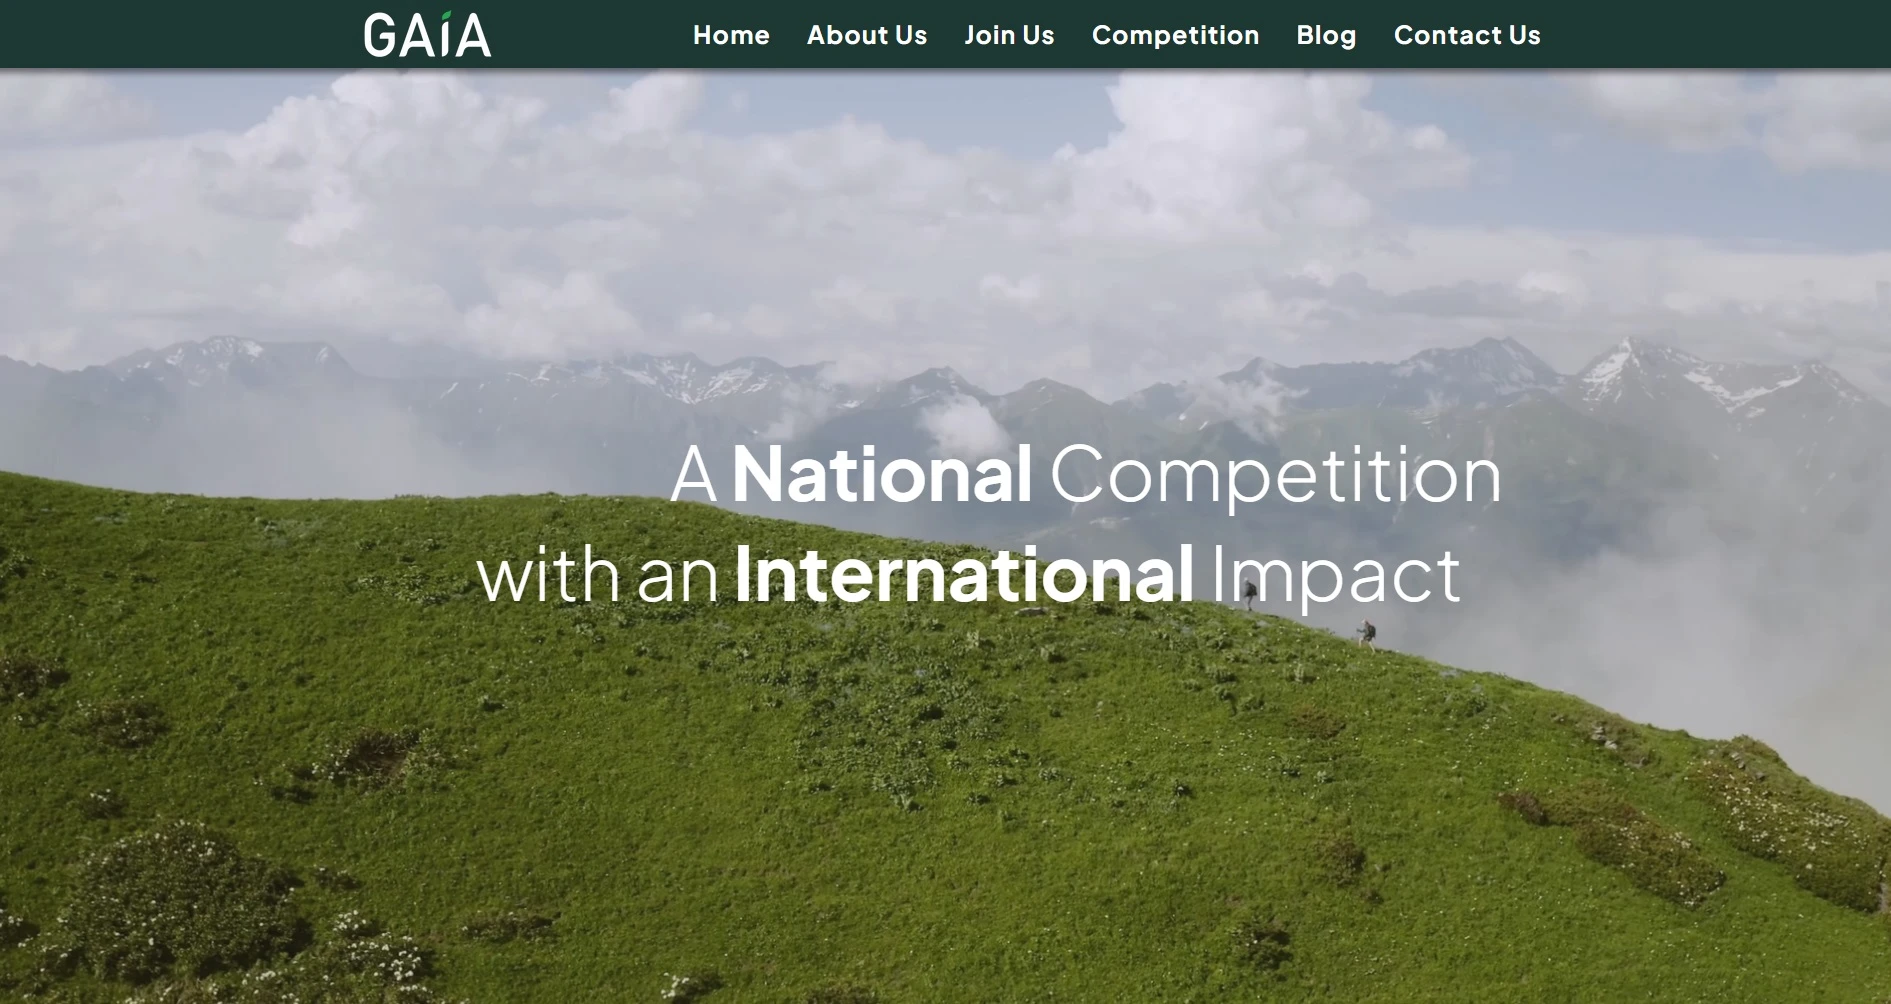 GAIA
Home About Us Join Us Competition Blog Contact Us
A National Competition
with an International Impact